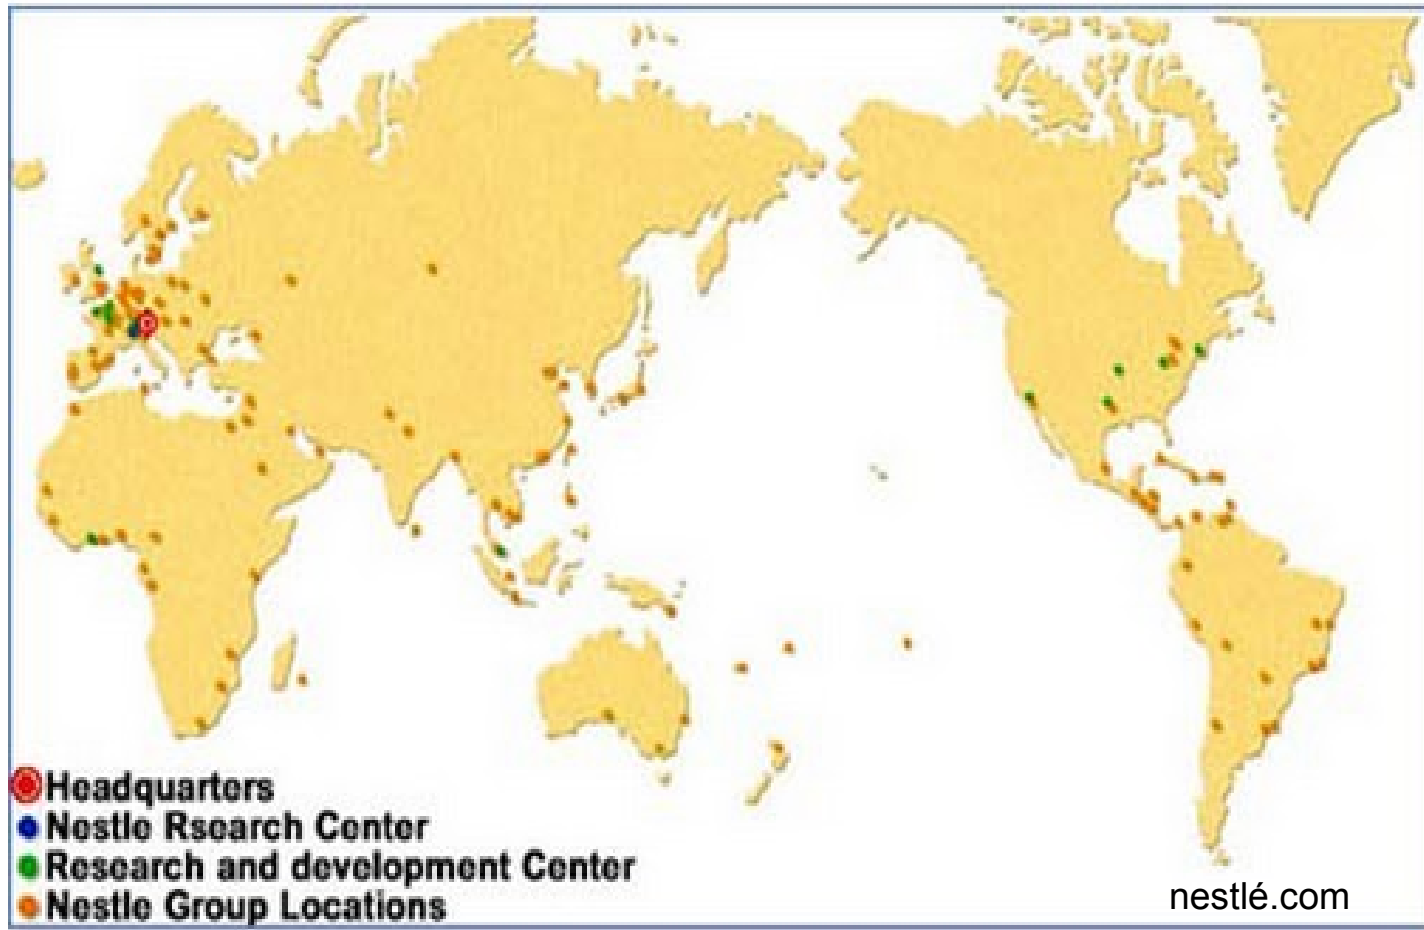 Headquarters
Nestle Rsearch Center
Research and development Center
Nestle Group Locations
nestlé.com